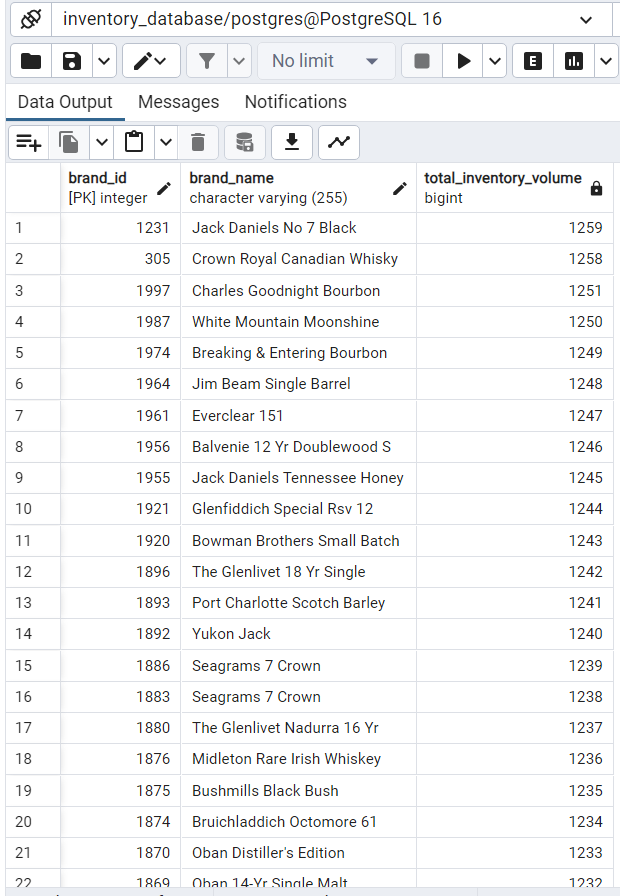 inventory_database/postgres@PostgreSQL 16
No limit
E
Data Output Messages Notifications
brand_id brand_name total_inventory_volume
[PK] integer character varying (255) bigint
1 1231 Jack Daniels No 7 Black 1259
2 305 Crown Royal Canadian Whisky 1258
3 1997 Charles Goodnight Bourbon 1251
4 1987 White Mountain Moonshine 1250
5 1974 Breaking & Entering Bourbon 1249
6 1964 Jim Beam Single Barrel 1248
7 1961 Everclear 151 1247
8 1956 Balvenie 12 Yr Doublewood S 1246
9 1955 Jack Daniels Tennessee Honey 1245
10 1921 Glenfiddich Special Rsv 12 1244
11 1920 Bowman Brothers Small Batch 1243
12 1896 The Glenlivet 18 Yr Single 1242
13 1893 Port Charlotte Scotch Barley 1241
14 1892 Yukon Jack 1240
15 1886 Seagrams 7 Crown 1239
16 1883 Seagrams 7 Crown 1238
17 1880 The Glenlivet Nadurra 16 Yr 1237
18 1876 Midleton Rare Irish Whiskey 1236
19 1875 Bushmills Black Bush 1235
20 1874 Bruichladdich Octomore 61 1234
21 1870 Oban Distiller's Edition 1233
22 1869 Oban 14-Yr Single Malt 1232